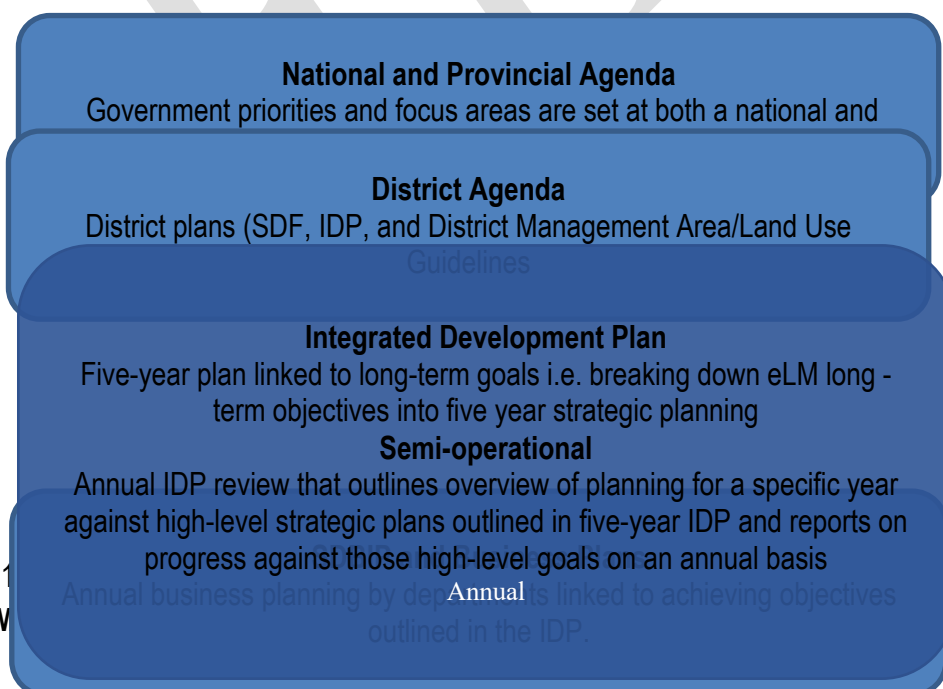 National and Provincial Agenda
Government priorities and focus areas are set at both a national and
District Agenda
District plans (SDF, IDP, and District Management Area/Land Use
Guidelines
Integrated Development Plan
Five-year plan linked to long-term goals i.e. breaking down eLM long -
term objectives into five year strategic planning
Semi-operational
Annual IDP review that outlines overview of planning for a specific year
against high-level strategic plans outlined in five-year IDP and reports on
progress against those high-level goals on an annual basis
Annual
Annual business planning by departments linked to achieving objectives
outlined in the IDP.